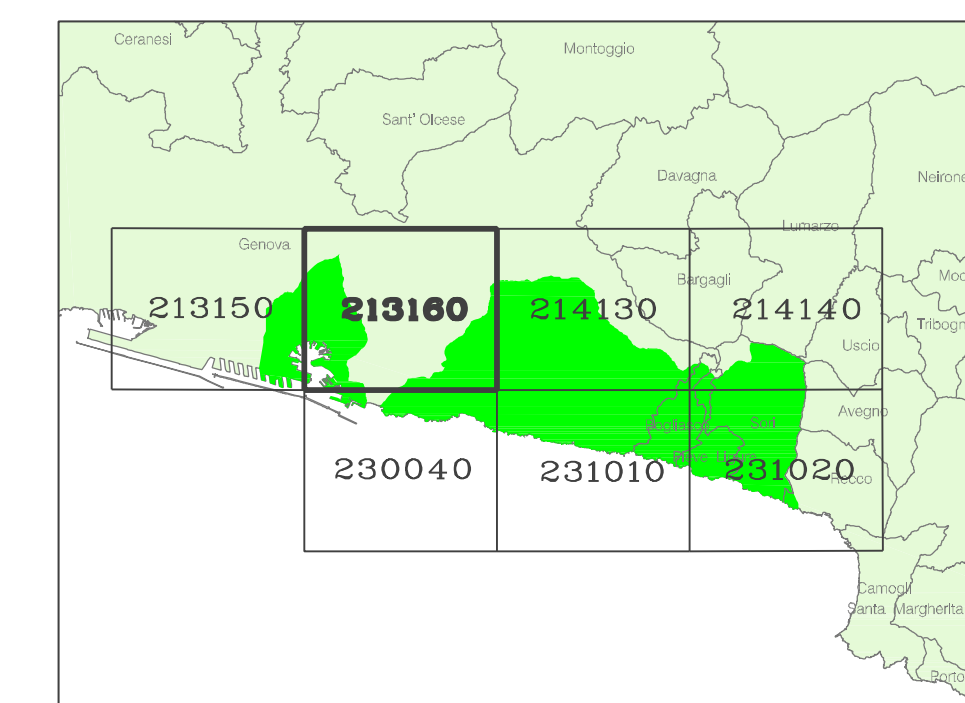 Ceranesi
Montoggio
Sant' Olcese
Davagna
Neirone
Lumarzo
Genova
Bargagli
Moc
213150
213160
214130
214140
Tribogn
Uscio
Avegno
Bogliasco
Sori
Pieve Ligure
230040
231010
231020
Recco
Camogli
Santa Margherita
Porto